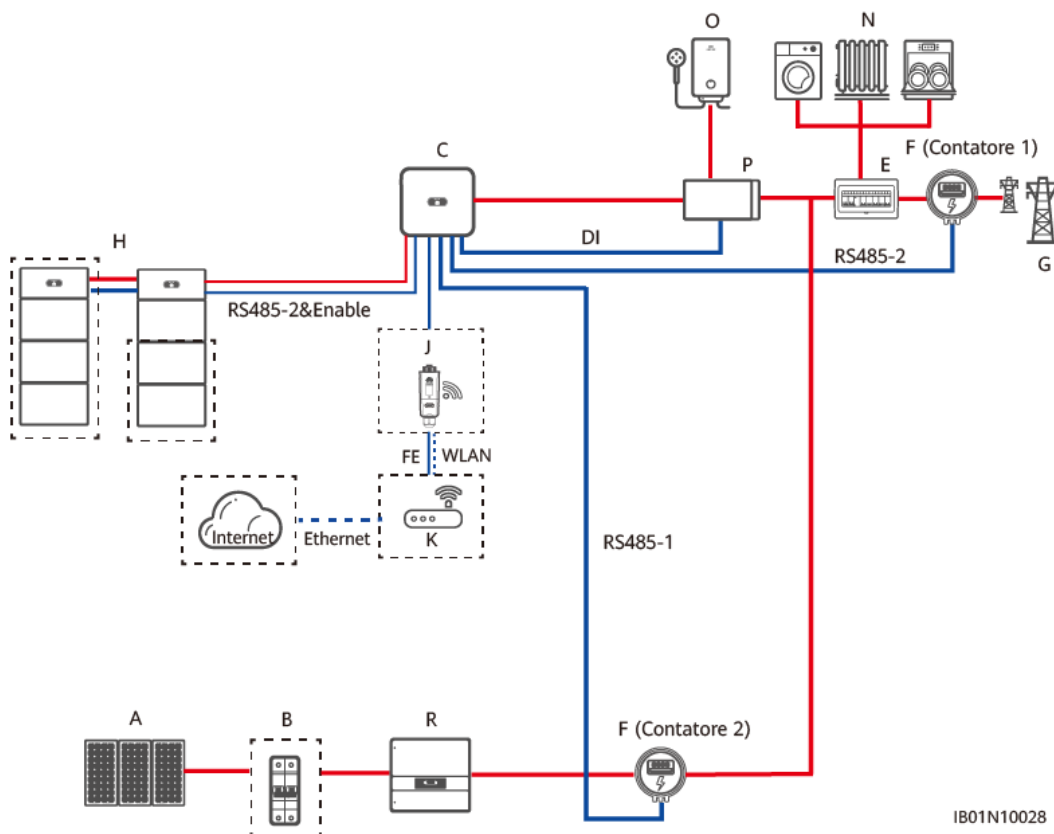 O
N
C
F (Contatore 1)
P
E
H
DI
RS485-2
G
RS485-2&Enable
J
FE
WLAN
Internet
Ethernet
K
RS485-1
A
B
R
F (Contatore 2)
IB01N10028